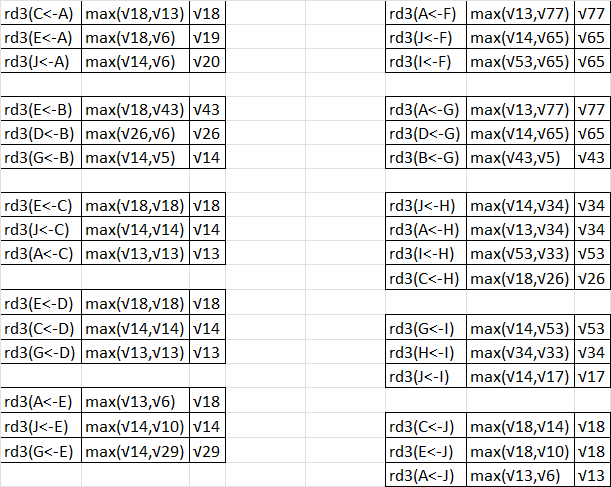 rd3(C<-A) max(√18,√13) √18
rd3(E<-A) max(√18,√6) √19
rd3(J<-A) max(√14,√6) √20
rd3(E<-B) max(√18,√43) √43
rd3(D<-B) max(√26,√6) √26
rd3(G<-B) max(√14,√5) √14
rd3(E<-C) max(√18,√18) √18
rd3(J<-C) max(√14,√14) √14
rd3(A<-C) max(√13,√13) √13
rd3(E<-D) max(√18,√18) √18
rd3(C<-D) max(√14,√14) √14
rd3(G<-D) max(√13,√13) √13
rd3(A<-E) max(√13,√6) √18
rd3(J<-E) max(√14,√10) √14
rd3(G<-E) max(√14,√29) √29
rd3(A<-F) max(√13,√77) √77
rd3(J<-F) max(√14,√65) √65
rd3(I<-F) max(√53,√65) √65
rd3(A<-G) max(√13,√77) √77
rd3(D<-G) max(√14,√65) √65
rd3(B<-G) max(√43,√5) √43
rd3(J<-H) max(√14,√34) √34
rd3(A<-H) max(√13,√34) √34
rd3(I<-H) max(√53,√33) √53
rd3(C<-H) max(√18,√26) √26
rd3(G<-I) max(√14,√53) √53
rd3(H<-I) max(√34,√33) √34
rd3(J<-I) max(√14,√17) √17
rd3(C<-J) max(√18,√14) √18
rd3(E<-J) max(√18,√10) √18
rd3(A<-J) max(√13,√6) √13